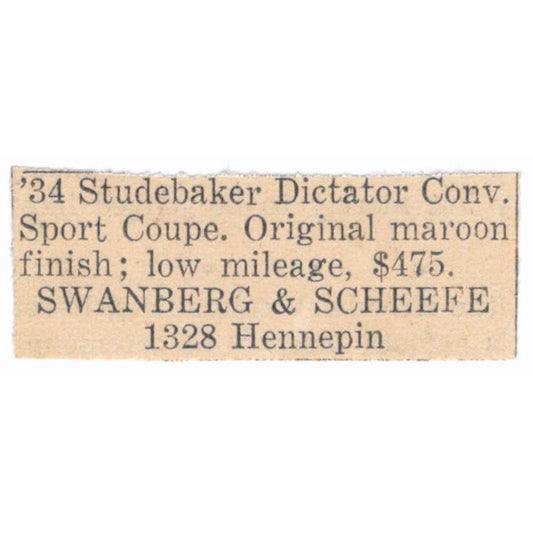 '34 Studebaker Dictator Conv.
Sport Coupe. Original maroon
finish; low mileage, $475.
SWANBERG & SCHEEFE
1328 Hennepin